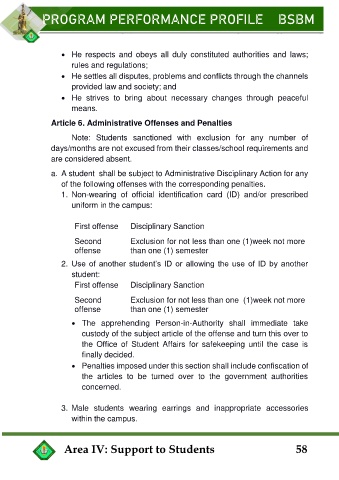 PROGRAM PERFORMANCE PROFILE BSBM
• He respects and obeys all duly constituted authorities and laws;
rules and regulations;
• He settles all disputes, problems and conflicts through the channels
provided law and society; and
• He strives to bring about necessary changes through peaceful
means.
Article 6. Administrative Offenses and Penalties
Note: Students sanctioned with exclusion for any number of
days/months are not excused from their classes/school requirements and
are considered absent.
a. A student shall be subject to Administrative Disciplinary Action for any
of the following offenses with the corresponding penalties.
1. Non-wearing of official identification card (ID) and/or prescribed
uniform in the campus:
First offense Disciplinary Sanction
Second Exclusion for not less than one (1)week not more
offense than one (1) semester
2. Use of another student's ID or allowing the use of ID by another
student:
First offense Disciplinary Sanction
Second Exclusion for not less than one (1)week not more
offense than one (1) semester
• The apprehending Person-in-Authority shall immediate take
custody of the subject article of the offense and turn this over to
the Office of Student Affairs for safekeeping until the case is
finally decided.
• Penalties imposed under this section shall include confiscation of
the articles to be turned over to the government authorities
concerned.
3. Male students wearing earrings and inappropriate accessories
within the campus.
Area IV: Support to Students 58